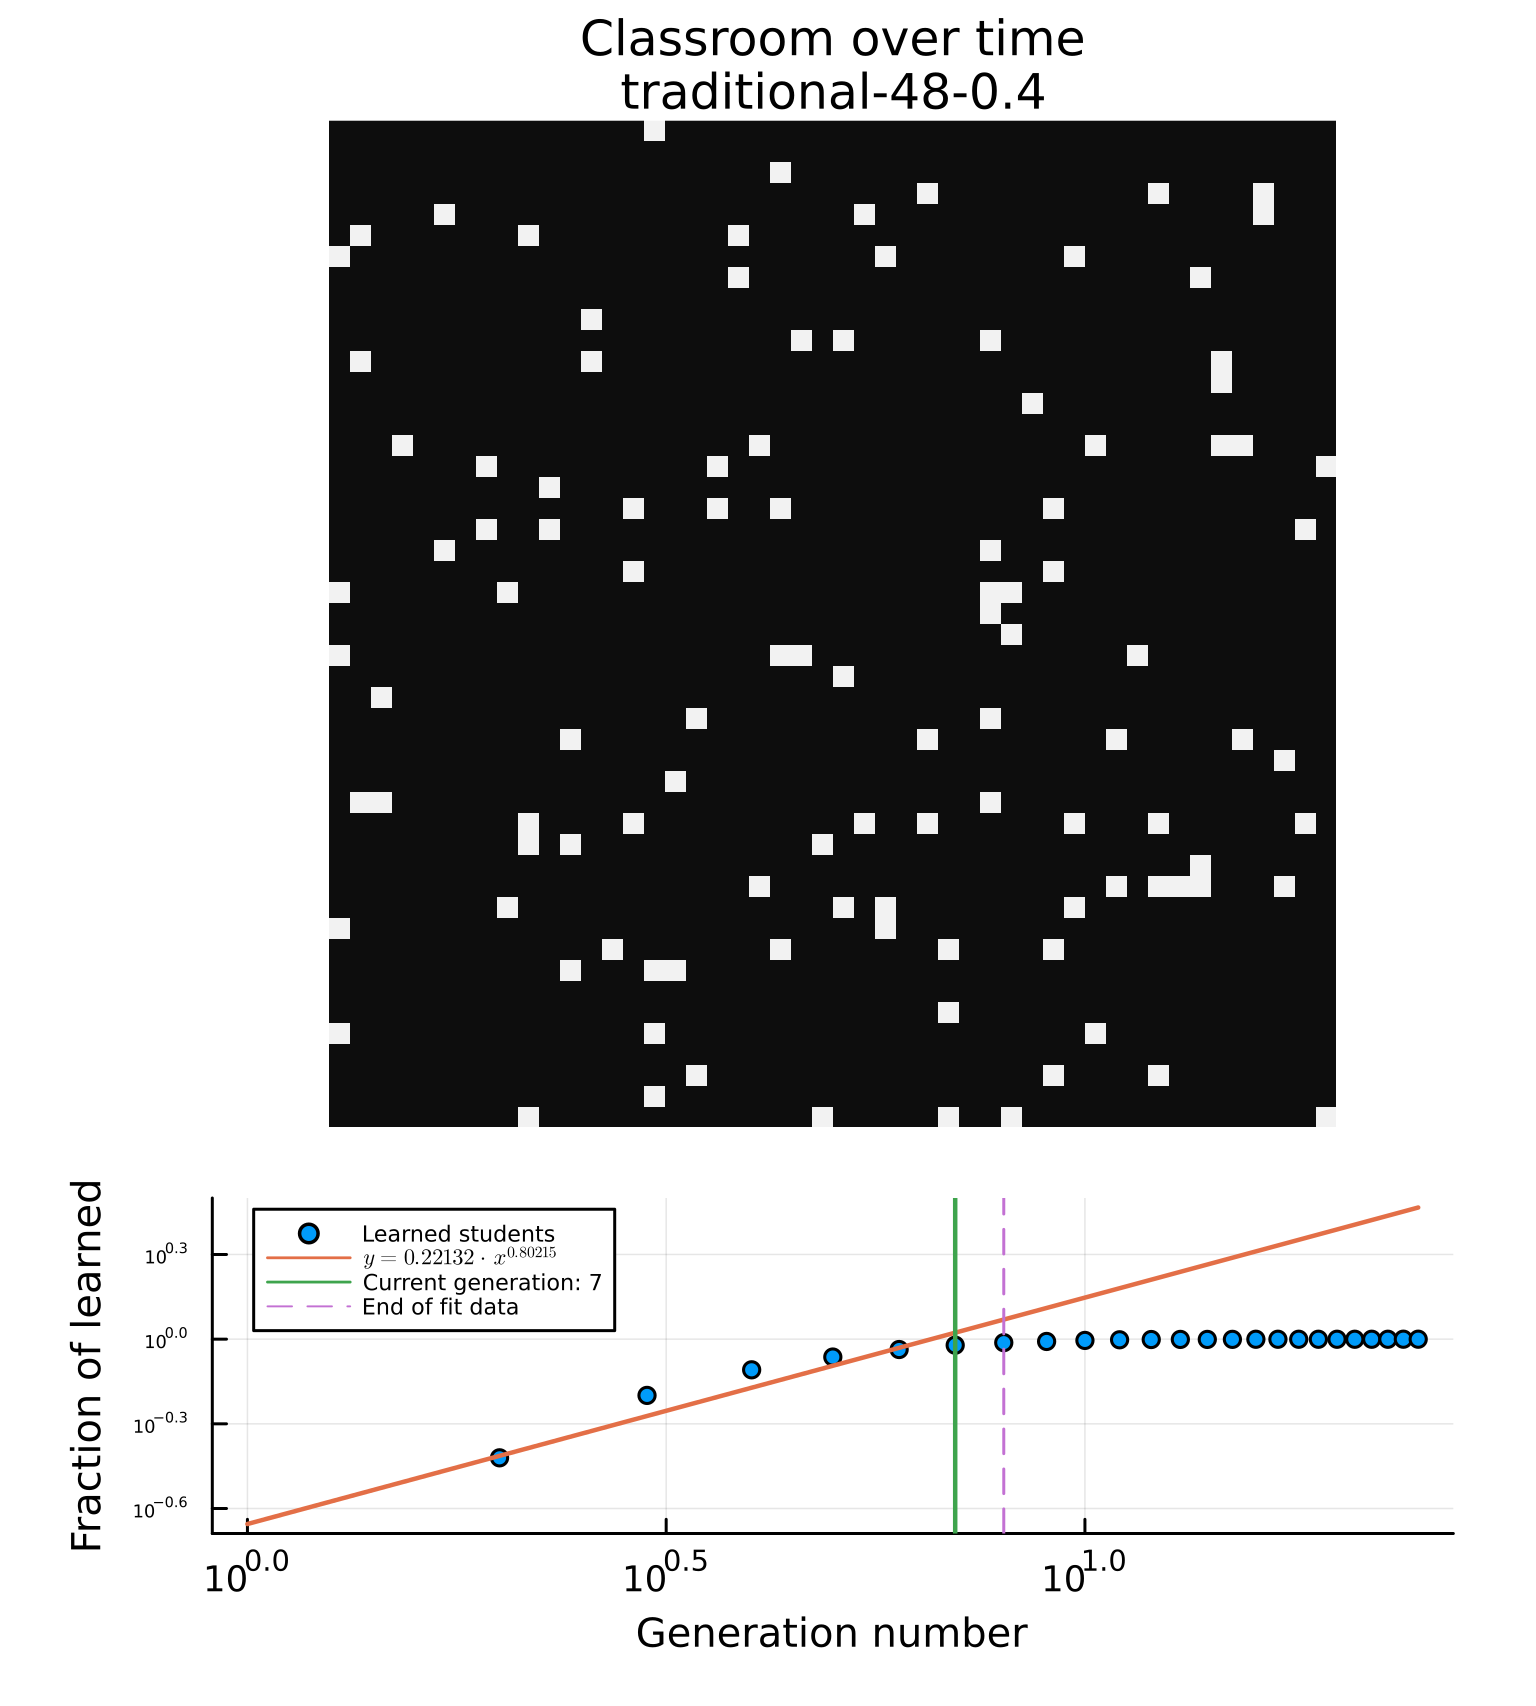 Classroom over time
traditional-48-0.4
Fraction of learned
10^0.3
10^0.0
10^−0.3
10^−0.6
Learned students
y = 0.22132 · x^0.80215
Current generation: 7
End of fit data
10^0.0
10^0.5
10^1.0
Generation number